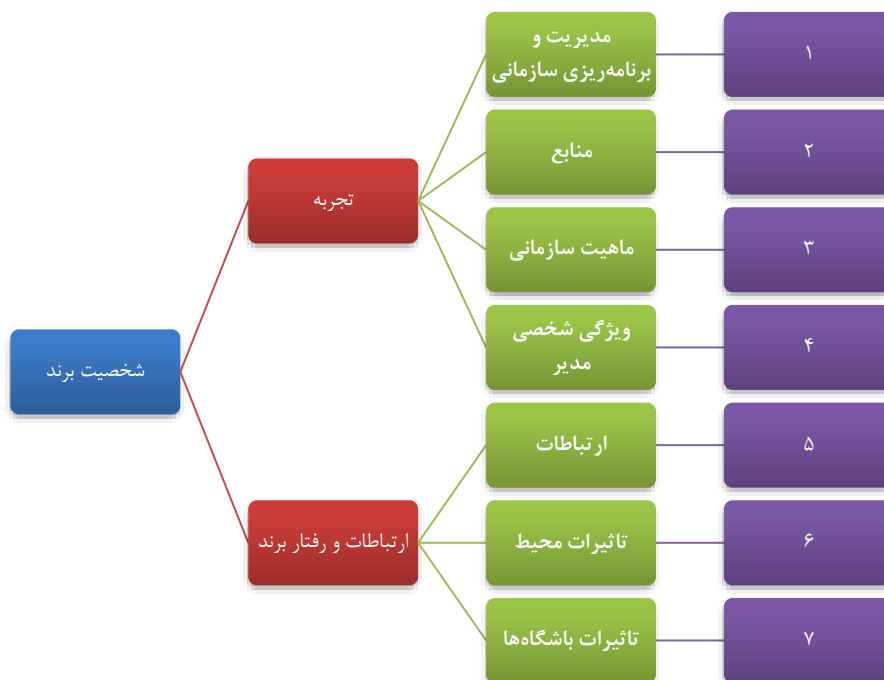 شخصیت برند
تجربه
ارتباطات و رفتار برند
مدیریت و
برنامه‌ریزی سازمانی
منابع
ماهیت سازمانی
ویژگی شخصی
مدیر
ارتباطات
تاثیرات محیط
تاثیرات باشگاه‌ها
۱
۲
۳
۴
۵
۶
۷